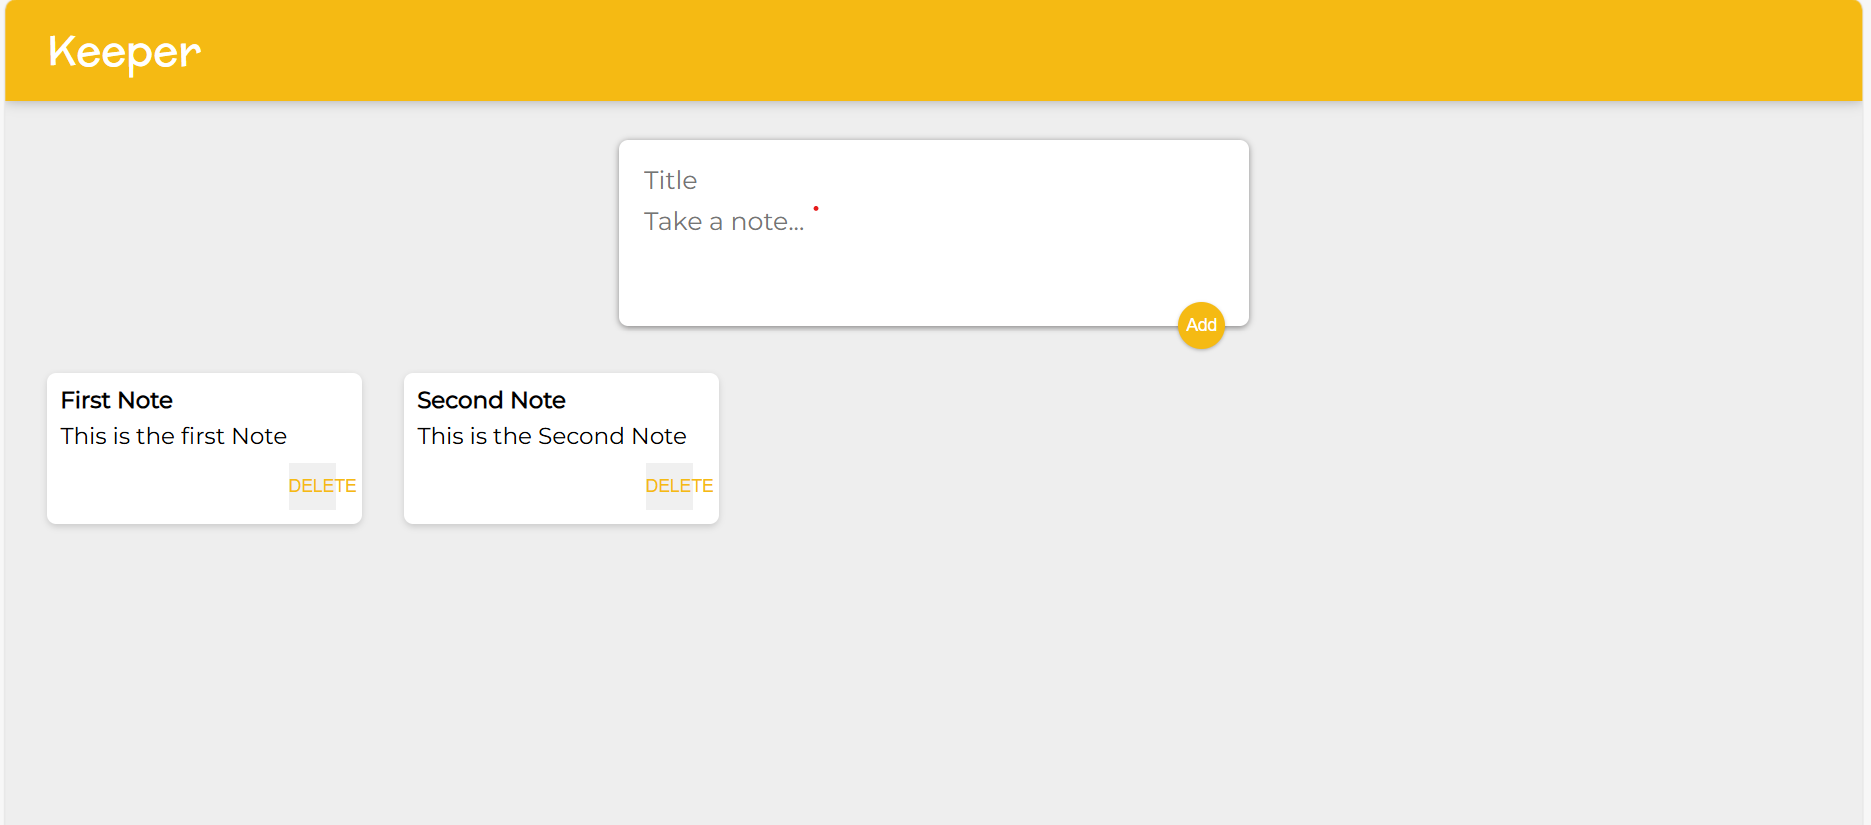 Keeper
Title
Take a note...
Add
First Note
This is the first Note
DELETE
Second Note
This is the Second Note
DELETE